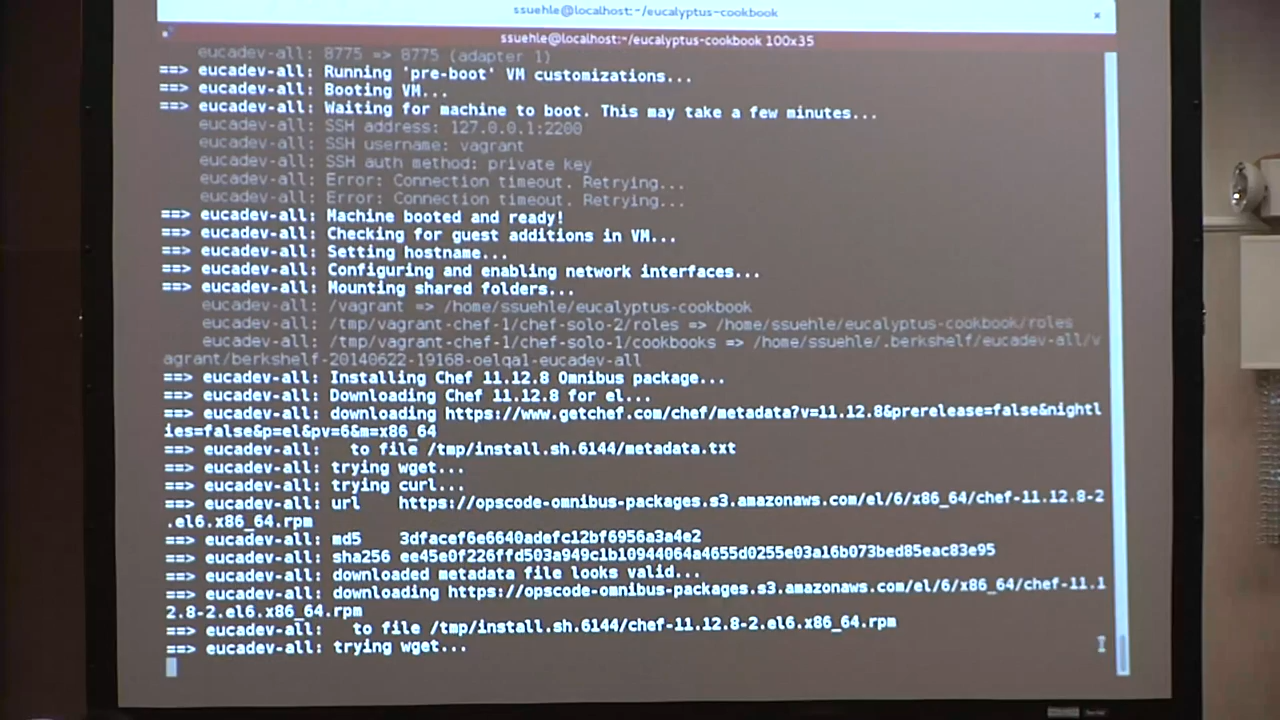 ssuehle@localhost:~/eucalyptus-cookbook
ssuehle@localhost:~/eucalyptus-cookbook 100x35
eucadev-all: 8775 => 8775 (adapter 1)
==> eucadev-all: Running 'pre-boot' VM customizations...
==> eucadev-all: Booting VM...
==> eucadev-all: Waiting for machine to boot. This may take a few minutes...
eucadev-all: SSH address: 127.0.0.1:2200
eucadev-all: SSH username: vagrant
eucadev-all: SSH auth method: private key
eucadev-all: Error: Connection timeout. Retrying...
eucadev-all: Error: Connection timeout. Retrying...
==> eucadev-all: Machine booted and ready!
==> eucadev-all: Checking for guest additions in VM...
==> eucadev-all: Setting hostname...
==> eucadev-all: Configuring and enabling network interfaces...
==> eucadev-all: Mounting shared folders...
eucadev-all: /vagrant => /home/ssuehle/eucalyptus-cookbook
eucadev-all: /tmp/vagrant-chef-1/chef-solo-2/roles => /home/ssuehle/eucalyptus-cookbook/roles
eucadev-all: /tmp/vagrant-chef-1/chef-solo-1/cookbooks => /home/ssuehle/.berkshelf/eucadev-all/v
agrant/berkshelf-20140622-19168-oelqa1-eucadev-all
==> eucadev-all: Installing Chef 11.12.8 Omnibus package...
==> eucadev-all: Downloading Chef 11.12.8 for el...
==> eucadev-all: downloading https://www.getchef.com/chef/metadata?v=11.12.8&prerelease=false&nightl
ies=false&p=el&pv=6&m=x86_64
==> eucadev-all:   to file /tmp/install.sh.6144/metadata.txt
==> eucadev-all: trying wget...
==> eucadev-all: trying curl...
==> eucadev-all: url    https://opscode-omnibus-packages.s3.amazonaws.com/el/6/x86_64/chef-11.12.8-2
.el6.x86_64.rpm
==> eucadev-all: md5    3dfacef6e6640adefc12bf6956a3a4e2
==> eucadev-all: sha256 ee45e0f226ffd503a949c1b10944064a4655d0255e03a16b073bed85eac83e95
==> eucadev-all: downloaded metadata file looks valid...
==> eucadev-all: downloading https://opscode-omnibus-packages.s3.amazonaws.com/el/6/x86_64/chef-11.1
2.8-2.el6.x86_64.rpm
==> eucadev-all:   to file /tmp/install.sh.6144/chef-11.12.8-2.el6.x86_64.rpm
==> eucadev-all: trying wget...